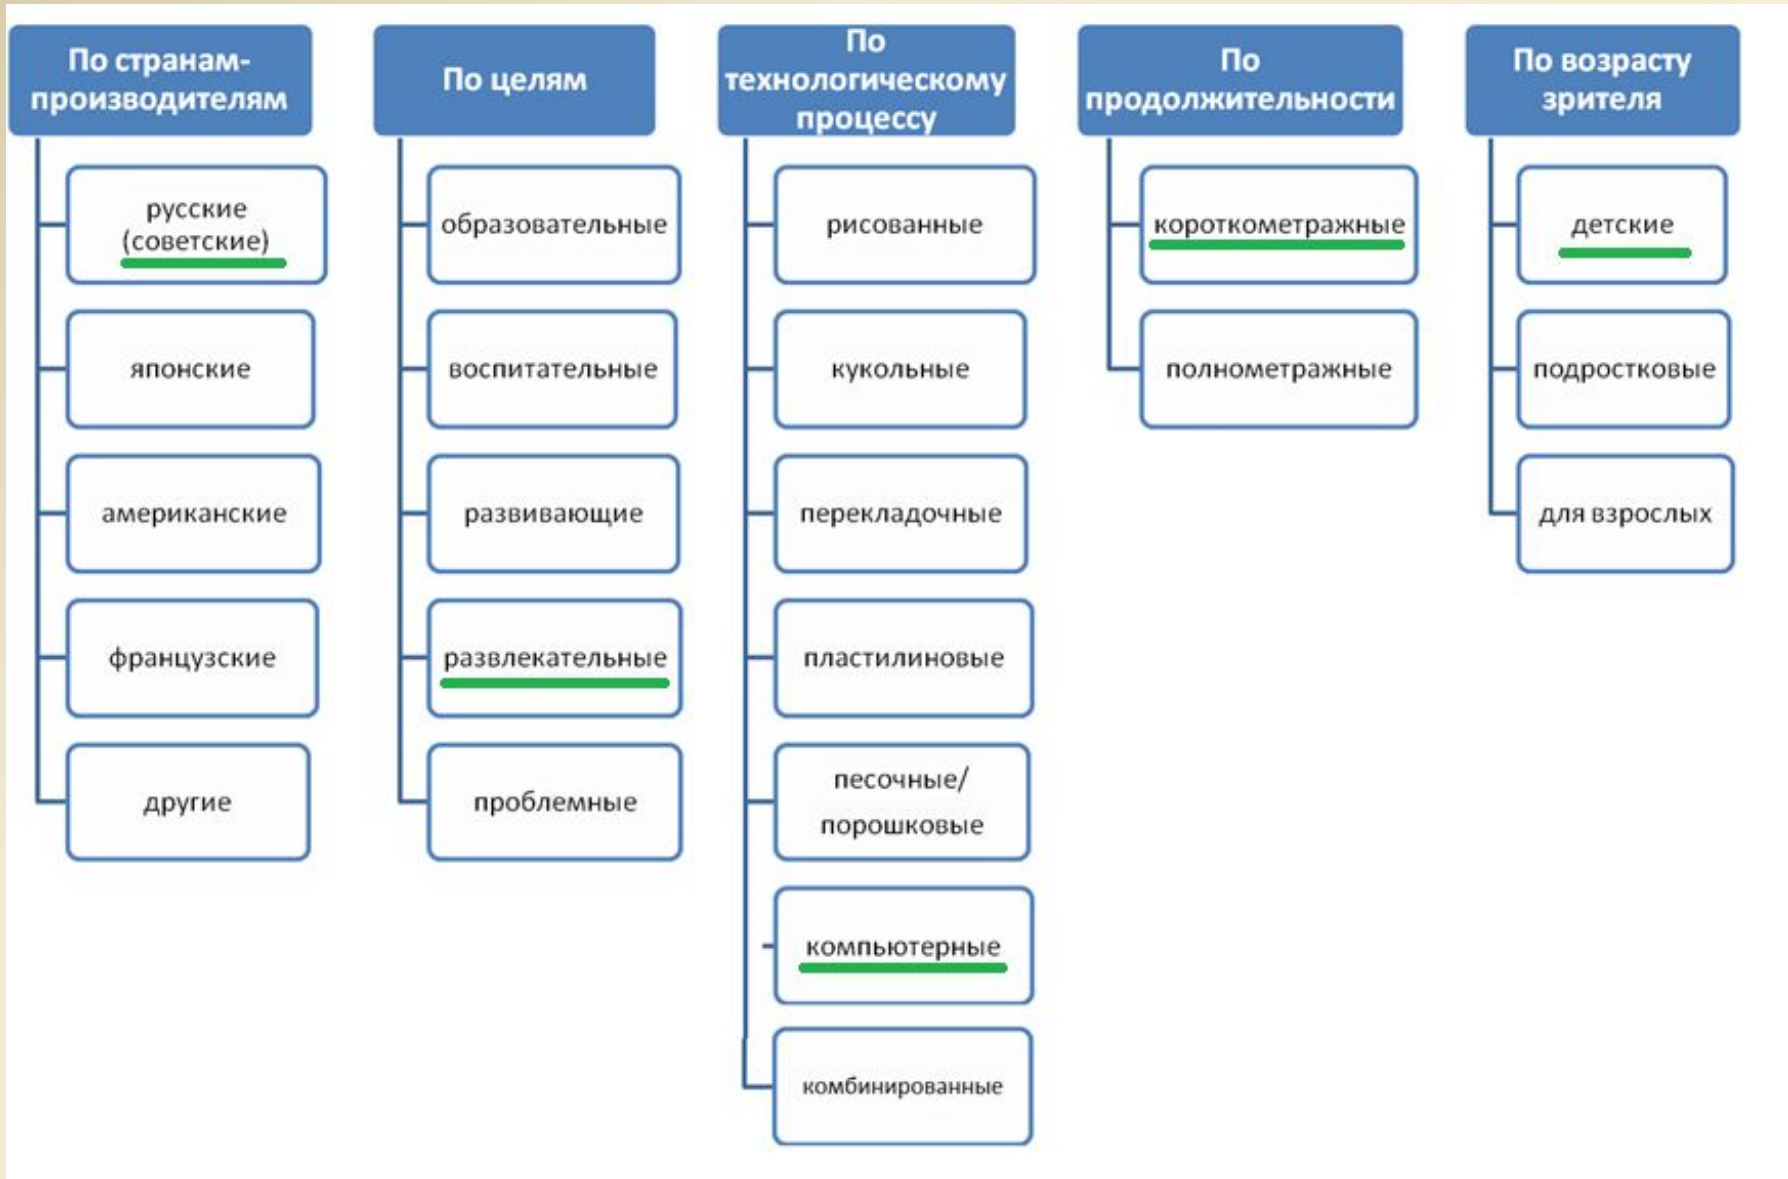 По странам-
производителям
русские
(советские)
японские
американские
французские
другие
По целям
образовательные
воспитательные
развивающие
развлекательные
проблемные
По
технологическому
процессу
рисованные
кукольные
перекладочные
пластилиновые
песочные/
порошковые
компьютерные
комбинированные
По
продолжительности
короткометражные
полнометражные
По возрасту
зрителя
детские
подростковые
для взрослых